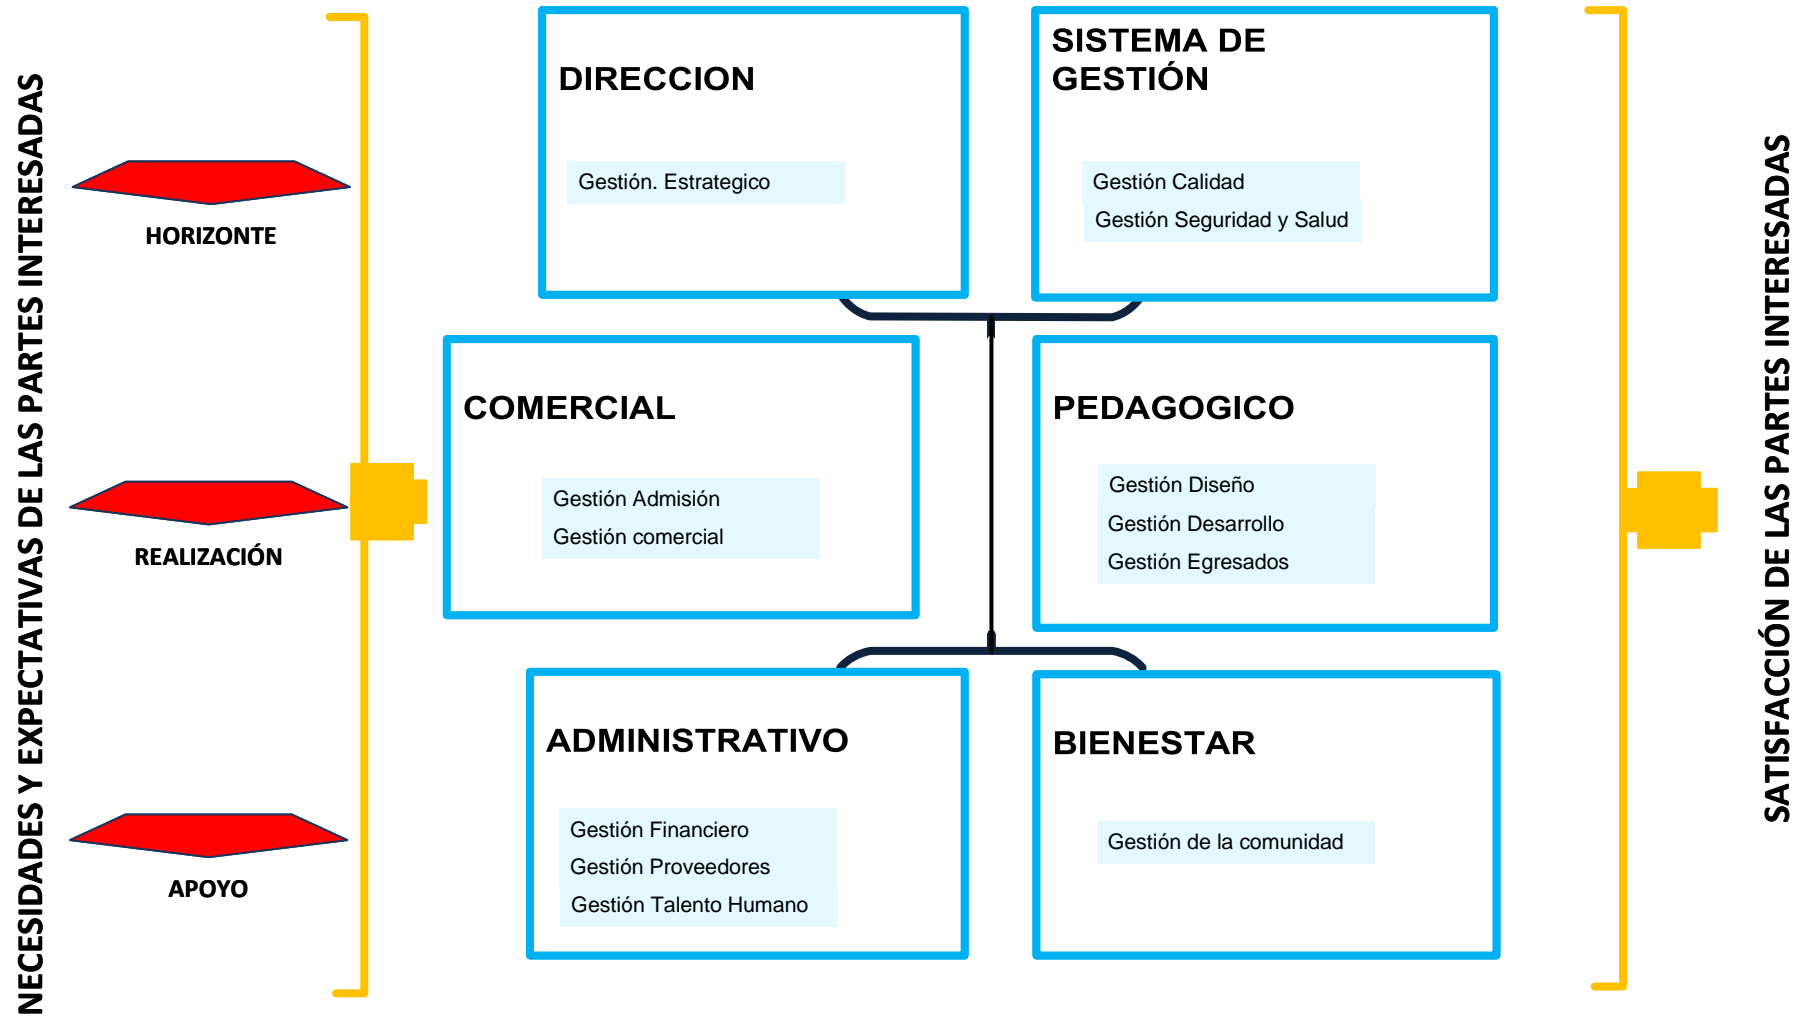 NECESIDADES Y EXPECTATIVAS DE LAS PARTES INTERESADAS
HORIZONTE
REALIZACIÓN
APOYO
DIRECCION
Gestión. Estrategico
SISTEMA DE
GESTIÓN
Gestión Calidad
Gestión Seguridad y Salud
COMERCIAL
Gestión Admisión
Gestión comercial
PEDAGOGICO
Gestión Diseño
Gestión Desarrollo
Gestión Egresados
ADMINISTRATIVO
Gestión Financiero
Gestión Proveedores
Gestión Talento Humano
BIENESTAR
Gestión de la comunidad
SATISFACCIÓN DE LAS PARTES INTERESADAS